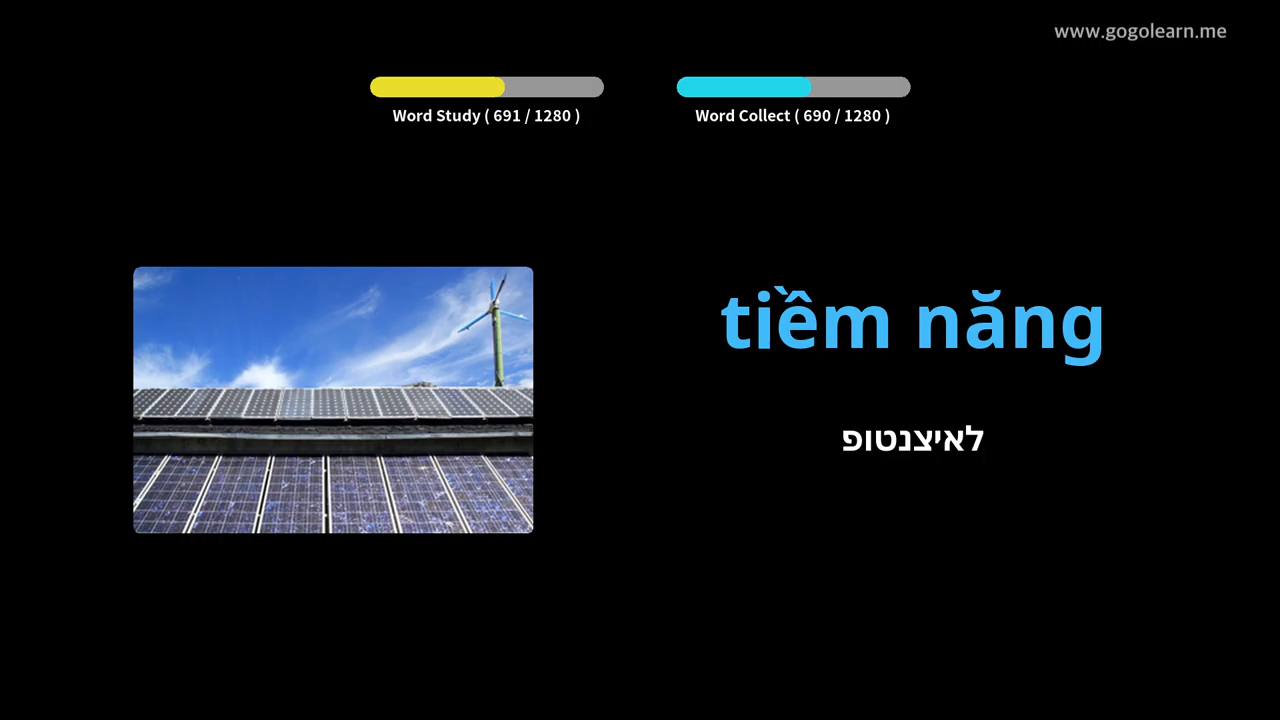 www.gogolearn.me
Word Study ( 691 / 1280 )
Word Collect ( 690 / 1280 )
tiềm năng
לאיצנטופ